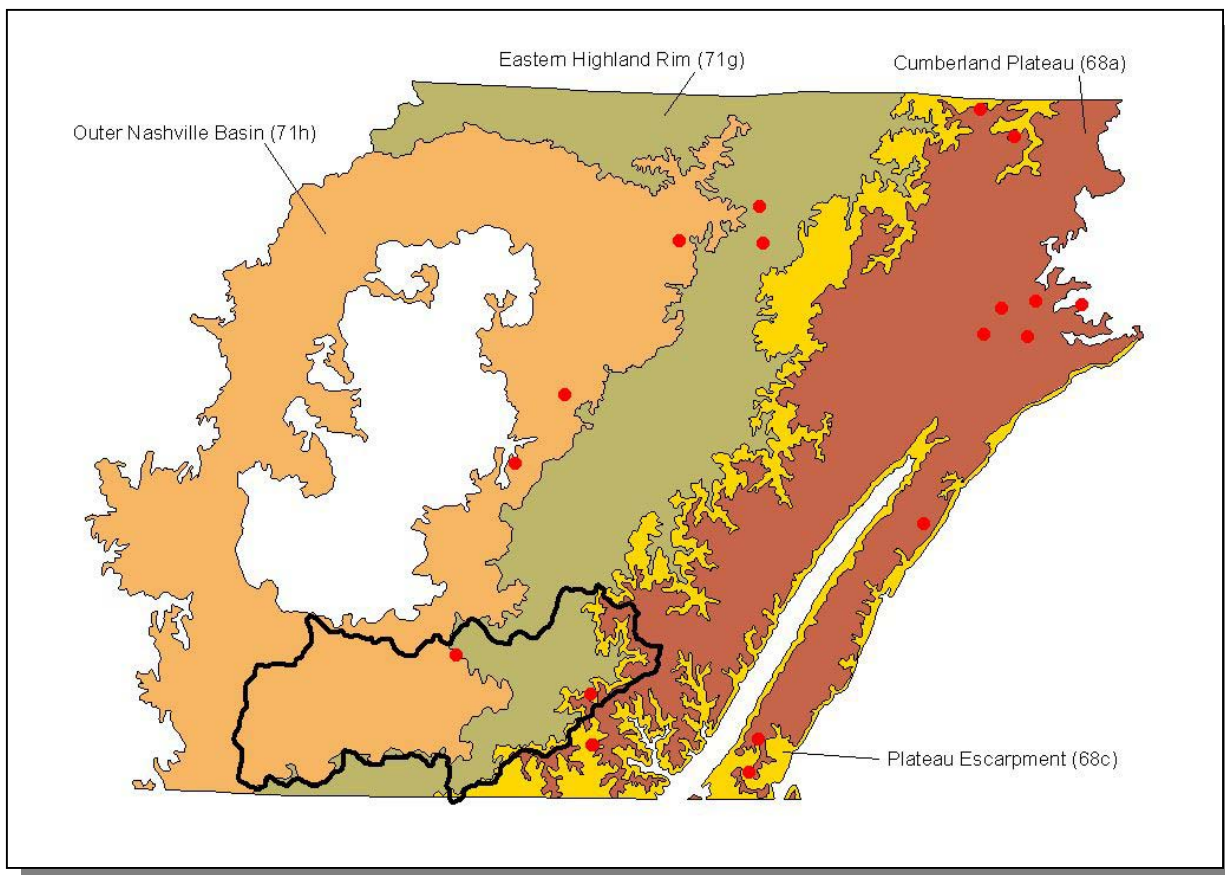 Eastern Highland Rim (71g)
Cumberland Plateau (68a)
Outer Nashville Basin (71h)
Plateau Escarpment (68c)